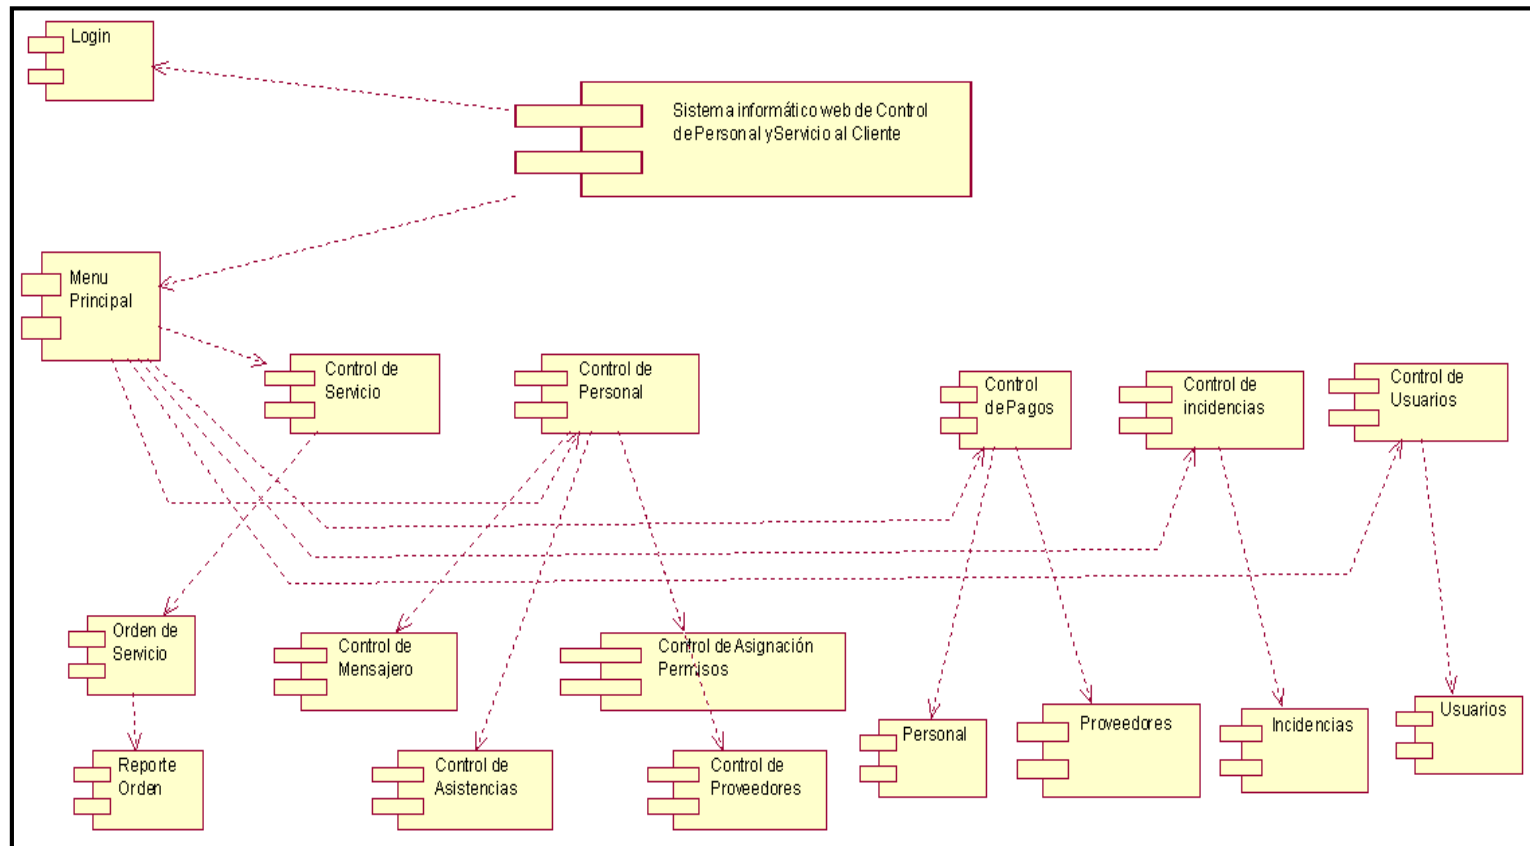 Login
Sistema informático web de Control
de Personal y Servicio al Cliente
Menu
Principal
Control de
Servicio
Control de
Personal
Control
de Pagos
Control de
incidencias
Control de
Usuarios
Orden de
Servicio
Control de
Mensajero
Control de Asignación
Permisos
Personal
Proveedores
Incidencias
Usuarios
Reporte
Orden
Control de
Asistencias
Control de
Proveedores